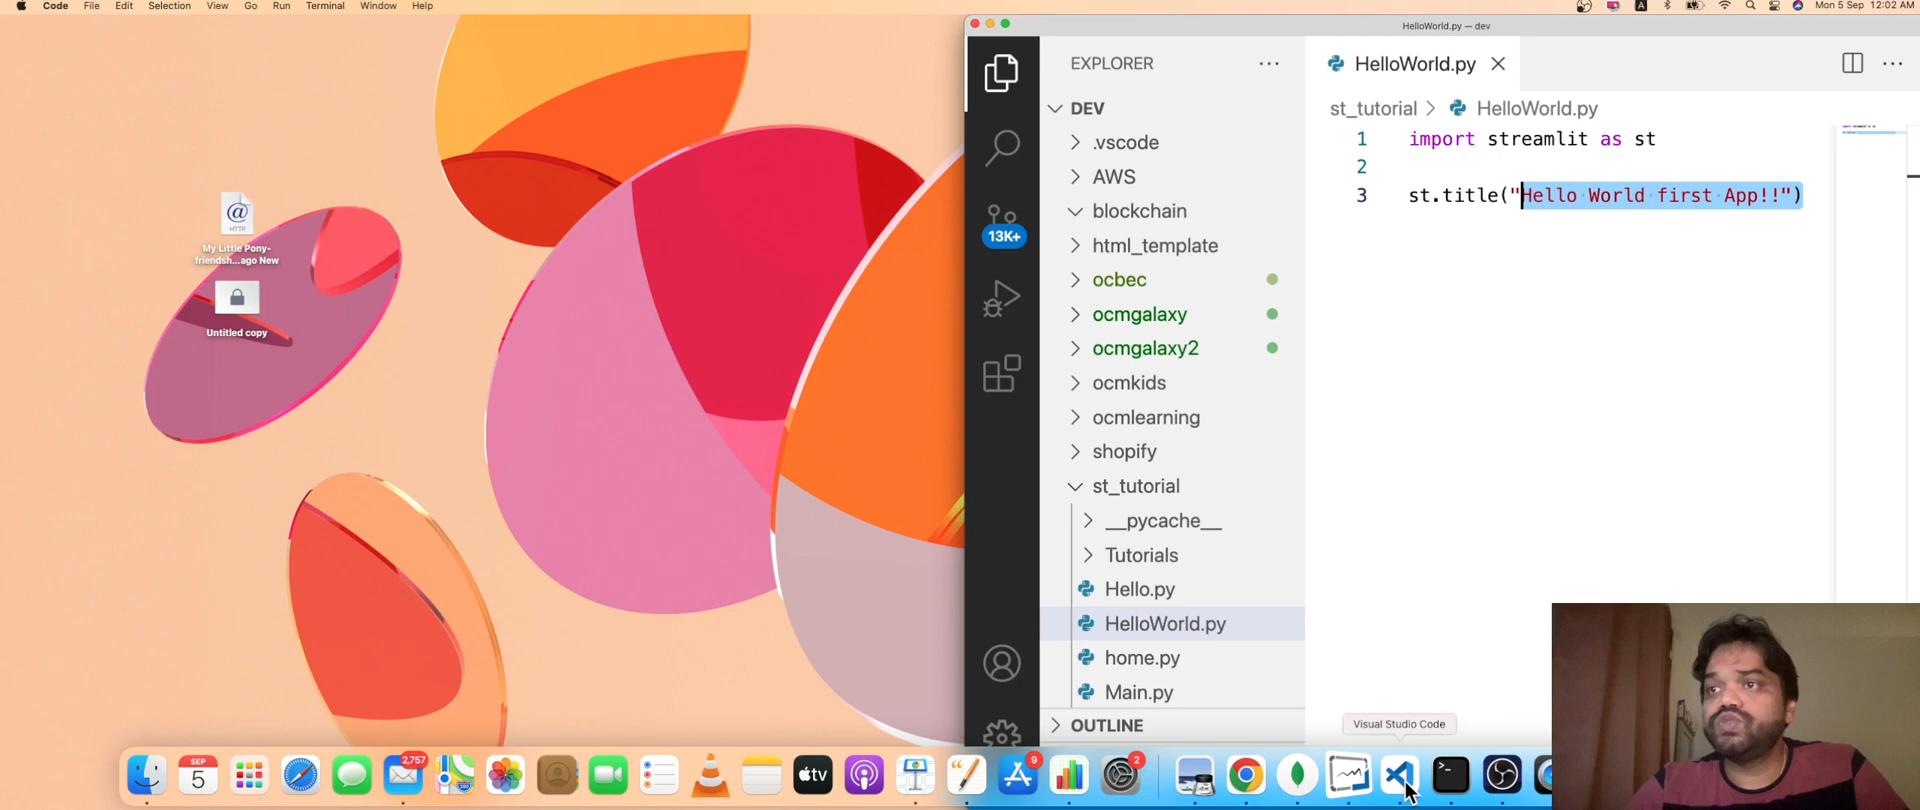 Code File Edit Selection View Go Run Terminal Window Help
A
Mon 5 Sep 12:02 AM
HelloWorld.py — dev
EXPLORER
HelloWorld.py
DEV
st_tutorial > HelloWorld.py
.vscode
1 import streamlit as st
AWS
2
3 st.title("Hello World first App!!")
blockchain
13K+
html_template
ocbec
ocmgalaxy
ocmgalaxy2
ocmkids
ocmlearning
shopify
st_tutorial
__pycache__
Tutorials
Hello.py
HelloWorld.py
home.py
Main.py
OUTLINE
@
HTTP
My Little Pony-
friendsh...ago New
Untitled copy
Visual Studio Code
SEP
5
2,757
tv
9
2